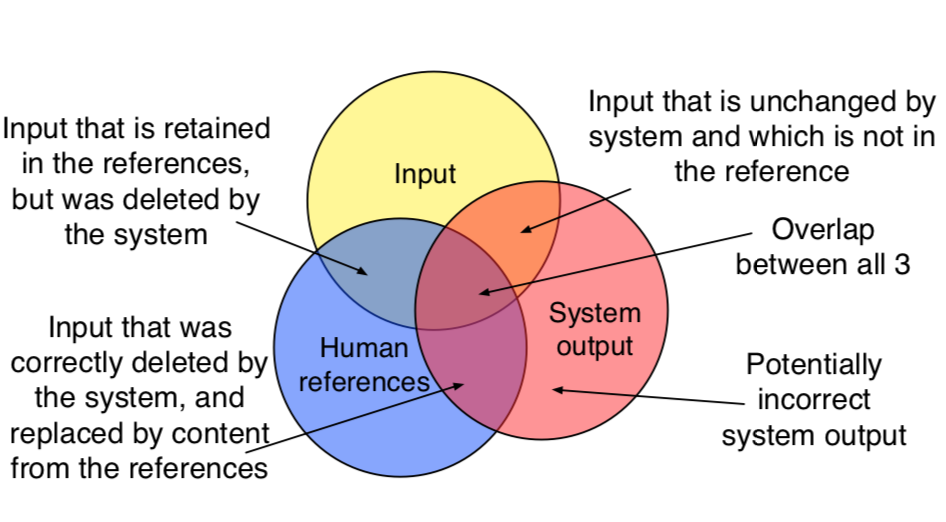 Input that is retained
in the references,
but was deleted by
the system
Input
Input that is unchanged by
system and which is not in
the reference
Overlap
between all 3
System
output
Human
references
Input that was
correctly deleted by
the system, and
replaced by content
from the references
Potentially
incorrect
system output